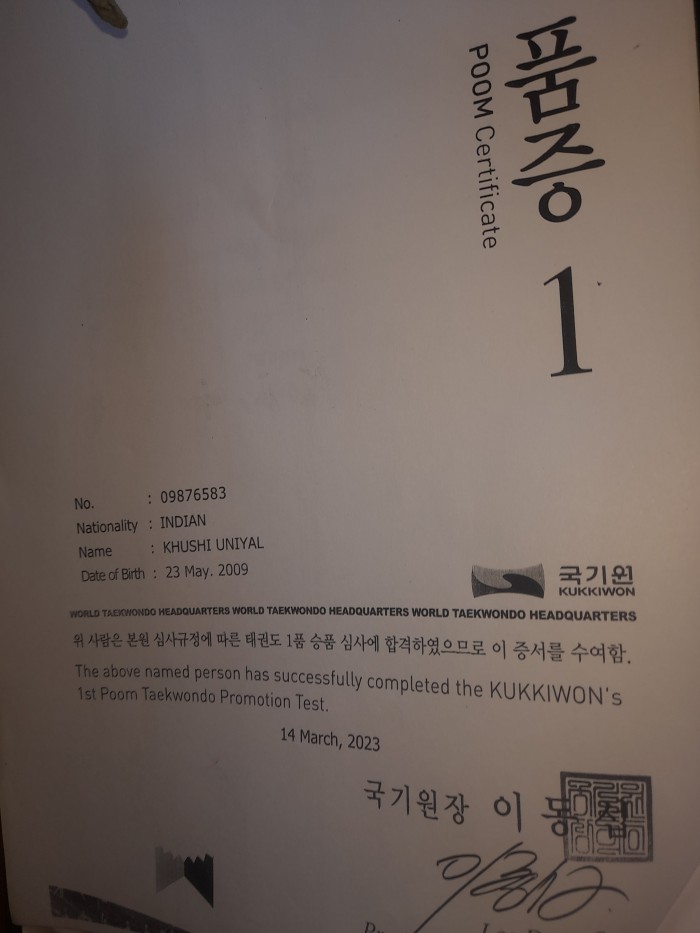 품증
POOM Certificate
1
No. : 09876583
Nationality : INDIAN
Name : KHUSHI UNIYAL
Date of Birth : 23 May. 2009
국기원
KUKKIWON
WORLD TAEKWONDO HEADQUARTERS WORLD TAEKWONDO HEADQUARTERS WORLD TAEKWONDO HEADQUARTERS
위 사람은 본원 심사규정에 따른 태권도 1품 승품 심사에 합격하였으므로 이 증서를 수여함.
The above named person has successfully completed the KUKKIWON's
1st Poom Taekwondo Promotion Test.
14 March, 2023
국기원장 이 동 섭